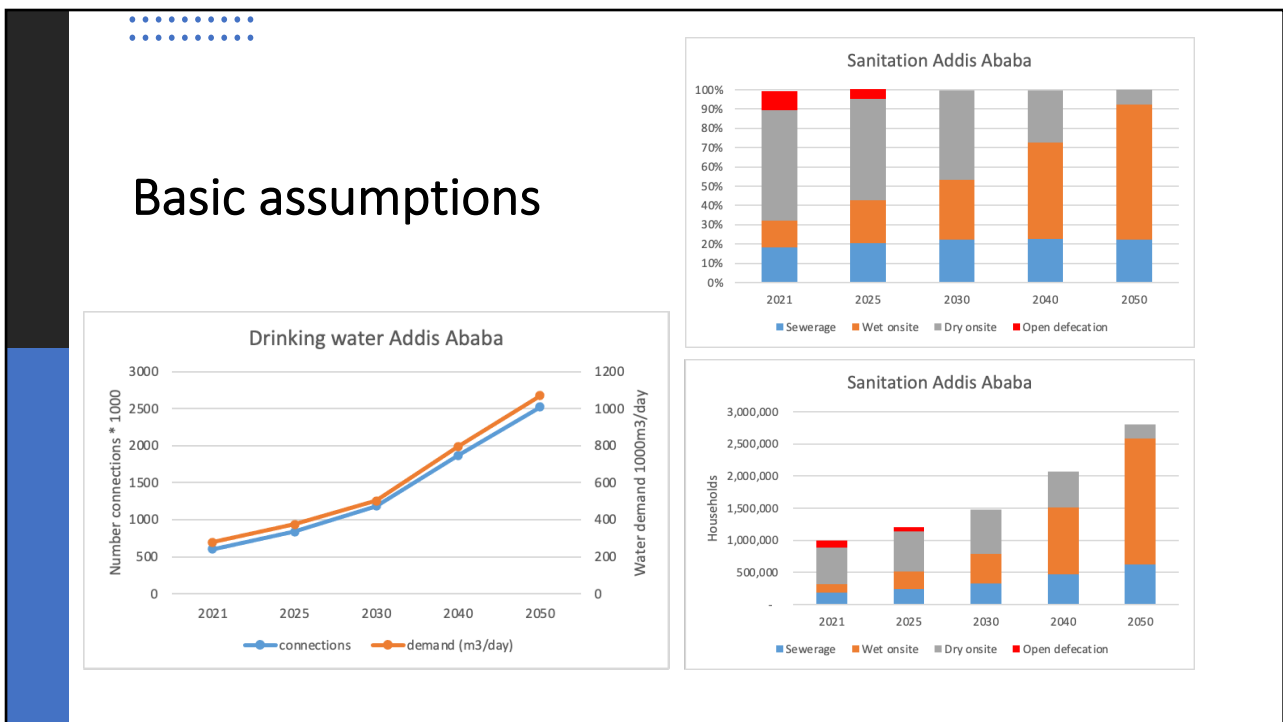 Basic assumptions
Sanitation Addis Ababa
100%
90%
80%
70%
60%
50%
40%
30%
20%
10%
0%
2021 2025 2030 2040 2050
Sewerage Wet onsite Dry onsite Open defecation
Drinking water Addis Ababa
Number connections * 1000
3000
2500
2000
1500
1000
500
0
1200
1000
800
600
400
200
0
Water demand 1000m3/day
2021 2025 2030 2040 2050
connections demand (m3/day)
Sanitation Addis Ababa
Households
3,000,000
2,500,000
2,000,000
1,500,000
1,000,000
500,000
-
2021 2025 2030 2040 2050
Sewerage Wet onsite Dry onsite Open defecation